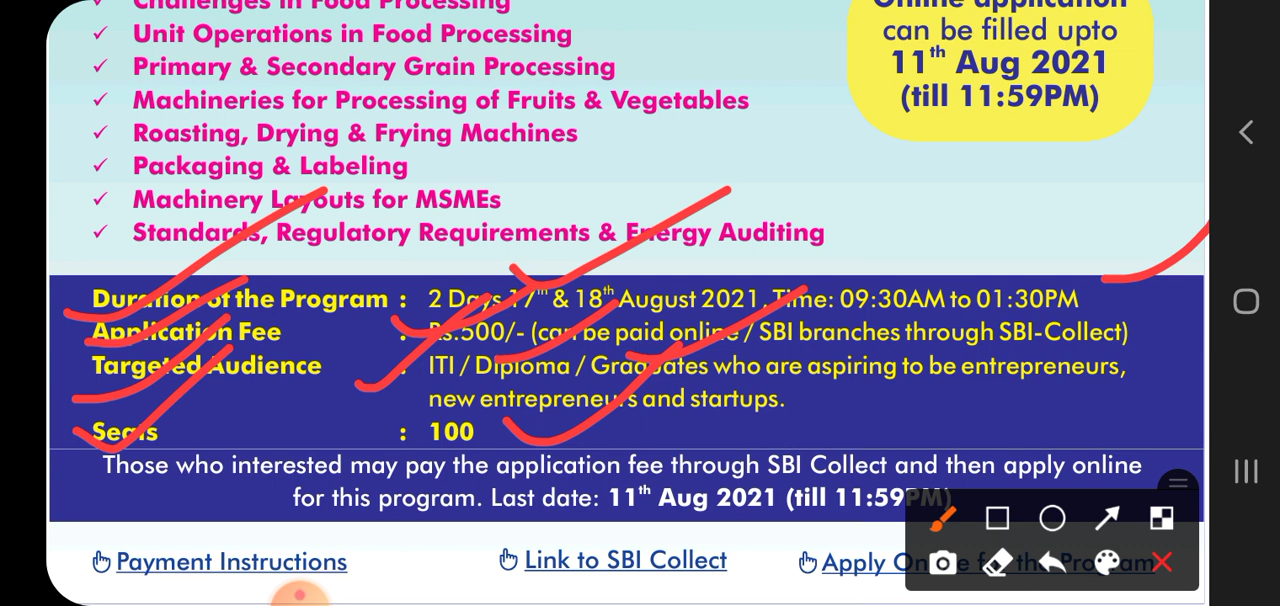 Challenges in Food Processing
Unit Operations in Food Processing
Primary & Secondary Grain Processing
Machineries for Processing of Fruits & Vegetables
Roasting, Drying & Frying Machines
Packaging & Labeling
Machinery Layouts for MSMEs
Standards, Regulatory Requirements & Energy Auditing
Online application
can be filled upto
11th Aug 2021
(till 11:59PM)
Duration of the Program : 2 Days 17th & 18th August 2021, Time: 09:30AM to 01:30PM
Application Fee : Rs.500/- (can be paid online / SBI branches through SBI-Collect)
Targeted Audience : ITI / Diploma / Graduates who are aspiring to be entrepreneurs,
new entrepreneurs and startups.
Seats : 100
Those who interested may pay the application fee through SBI Collect and then apply online
for this program. Last date: 11th Aug 2021 (till 11:59PM)
Payment Instructions
Link to SBI Collect
Apply Online for the Program